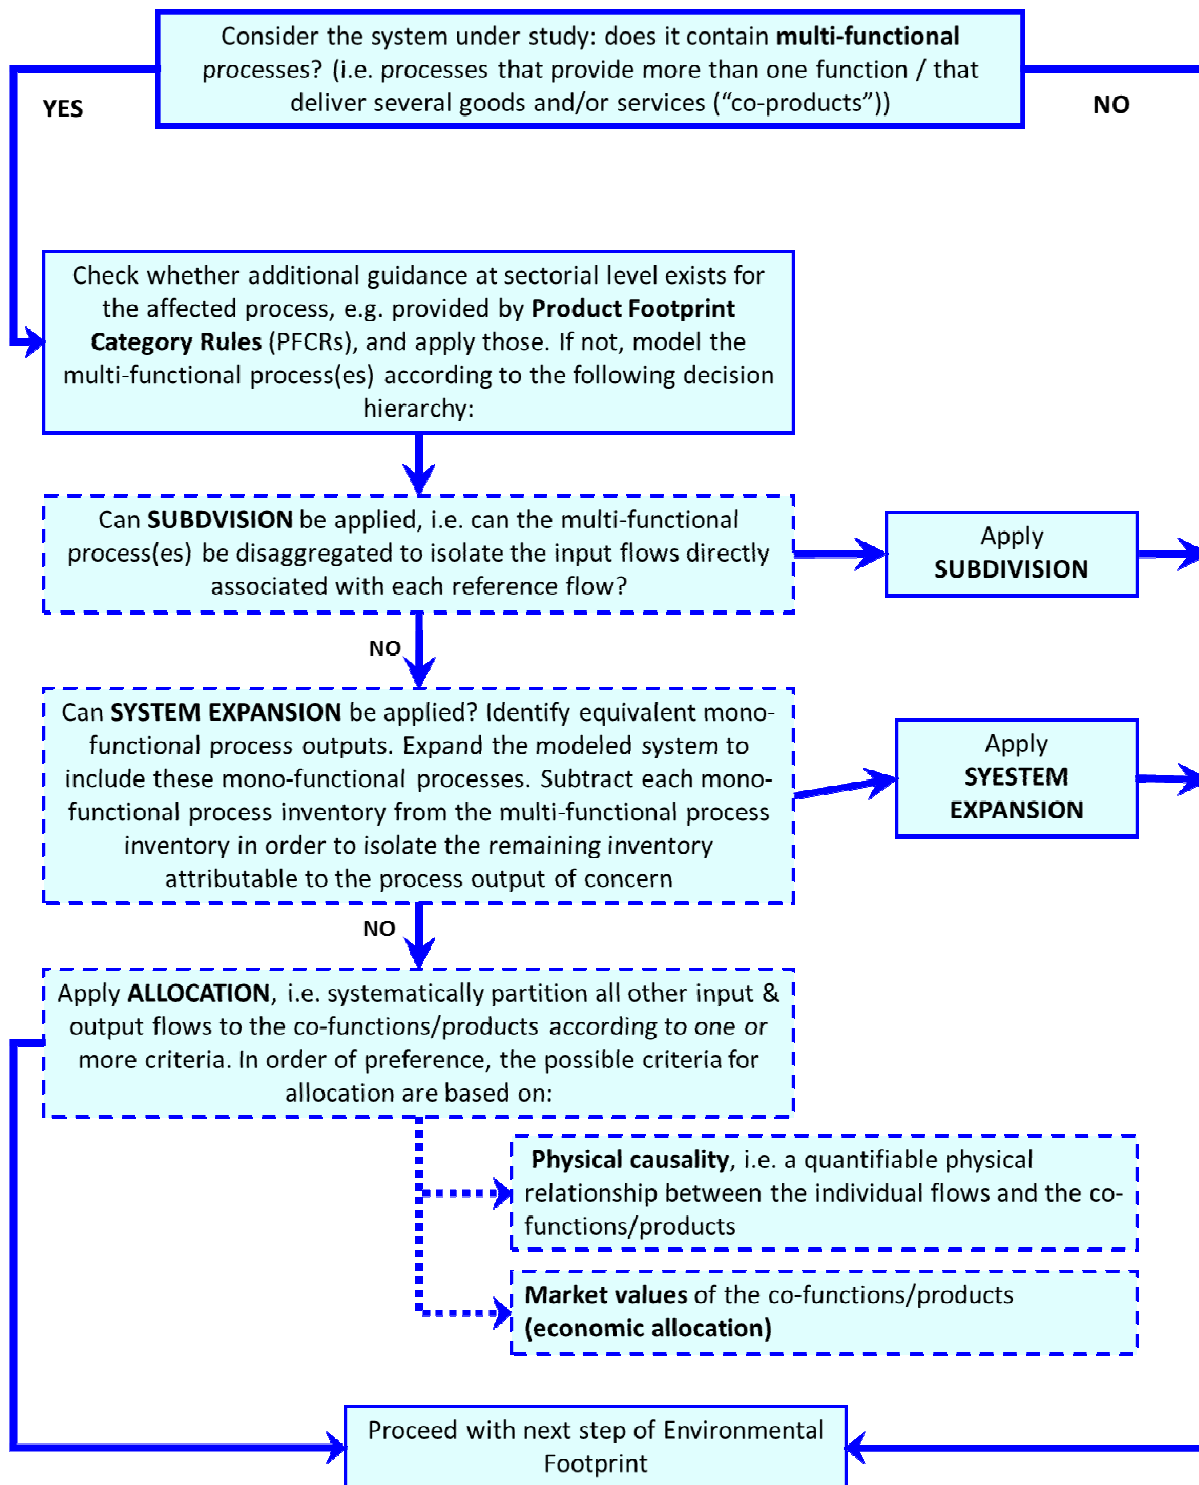 Consider the system under study: does it contain multi-functional
processes? (i.e. processes that provide more than one function / that
deliver several goods and/or services (“co-products”))
YES
NO
Check whether additional guidance at sectorial level exists for
the affected process, e.g. provided by Product Footprint
Category Rules (PFCRs), and apply those. If not, model the
multi-functional process(es) according to the following decision
hierarchy:
Can SUBDVISION be applied, i.e. can the multi-functional
process(es) be disaggregated to isolate the input flows directly
associated with each reference flow?
Apply
SUBDIVISION
NO
Can SYSTEM EXPANSION be applied? Identify equivalent mono-
functional process outputs. Expand the modeled system to
include these mono-functional processes. Subtract each mono-
functional process inventory from the multi-functional process
inventory in order to isolate the remaining inventory
attributable to the process output of concern
Apply
SYESTEM
EXPANSION
NO
Apply ALLOCATION, i.e. systematically partition all other input &
output flows to the co-functions/products according to one or
more criteria. In order of preference, the possible criteria for
allocation are based on:
Physical causality, i.e. a quantifiable physical
relationship between the individual flows and the co-
functions/products
Market values of the co-functions/products
(economic allocation)
Proceed with next step of Environmental
Footprint